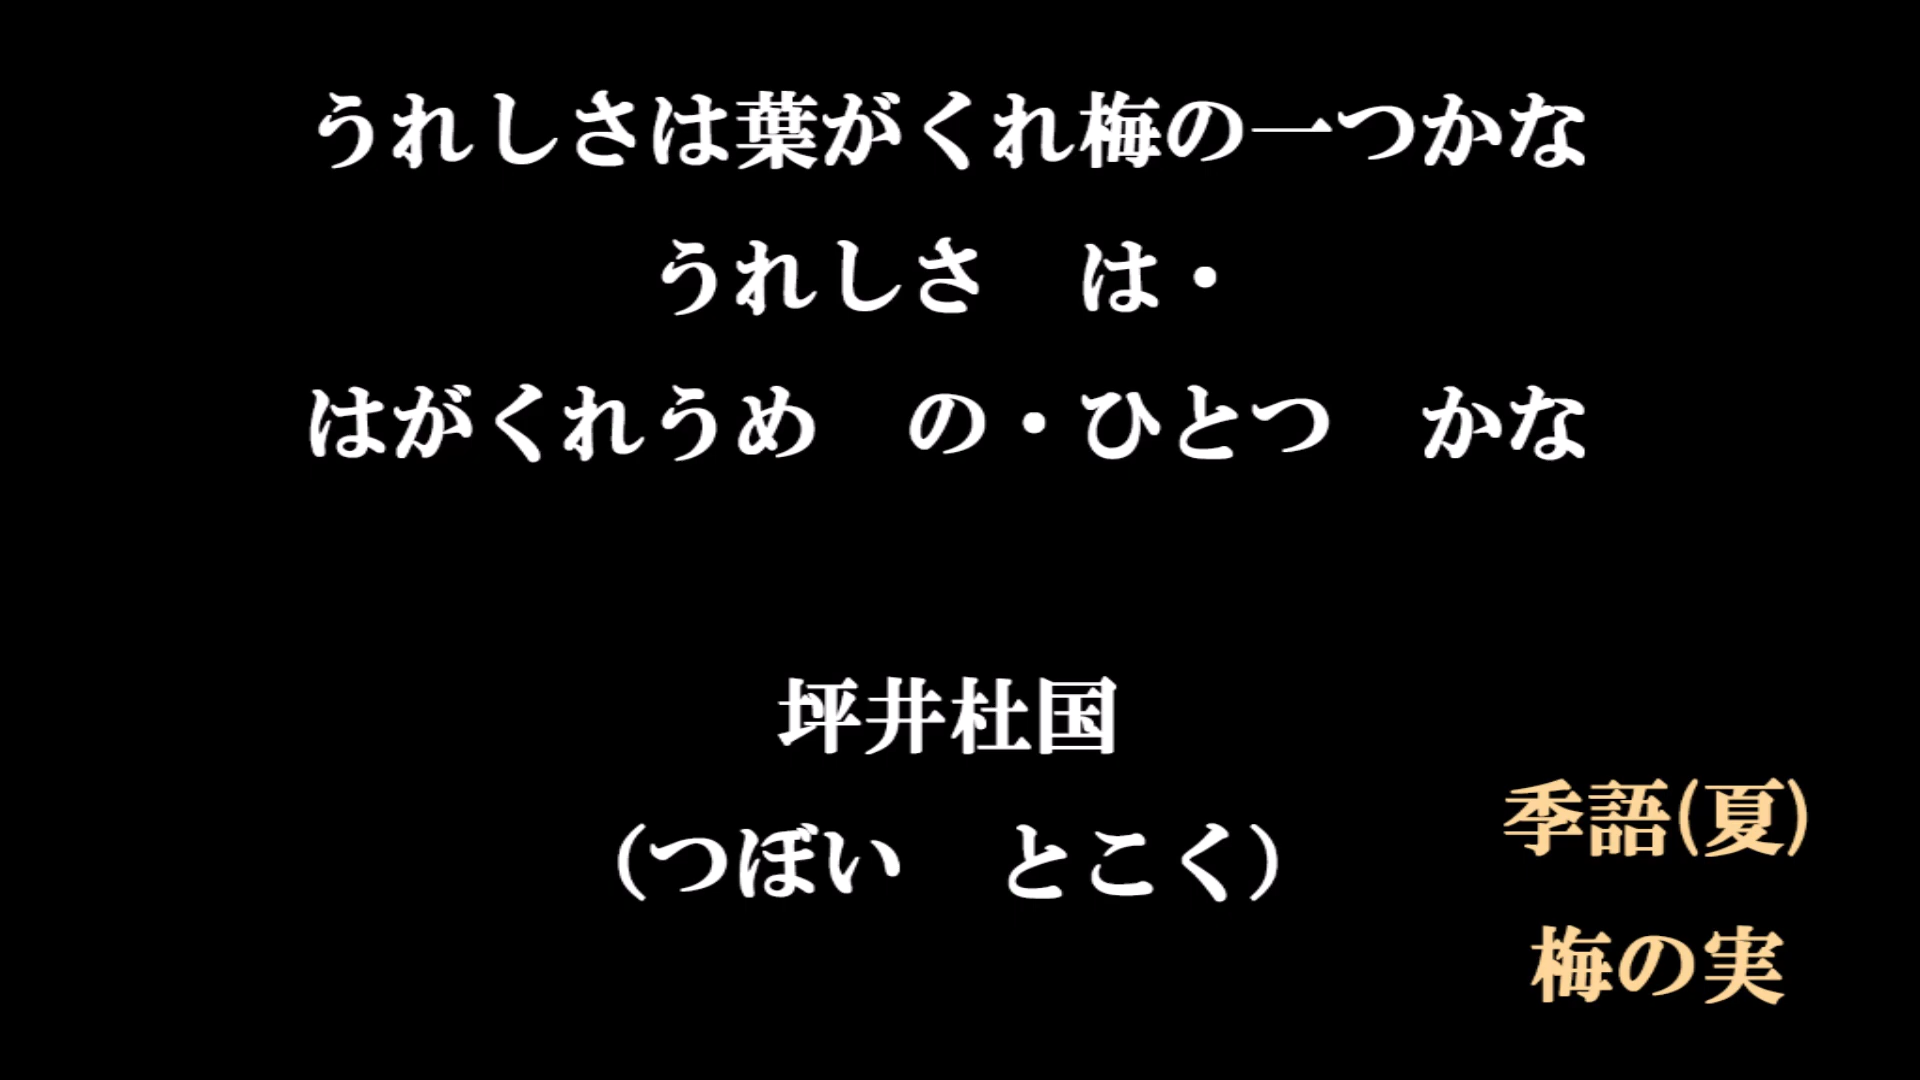 うれしさは葉がくれ梅の一つかな
うれしさ　は・
はがくれうめ　の・ひとつ　かな
坪井杜国
（つぼい　とこく）
季語(夏)
梅の実